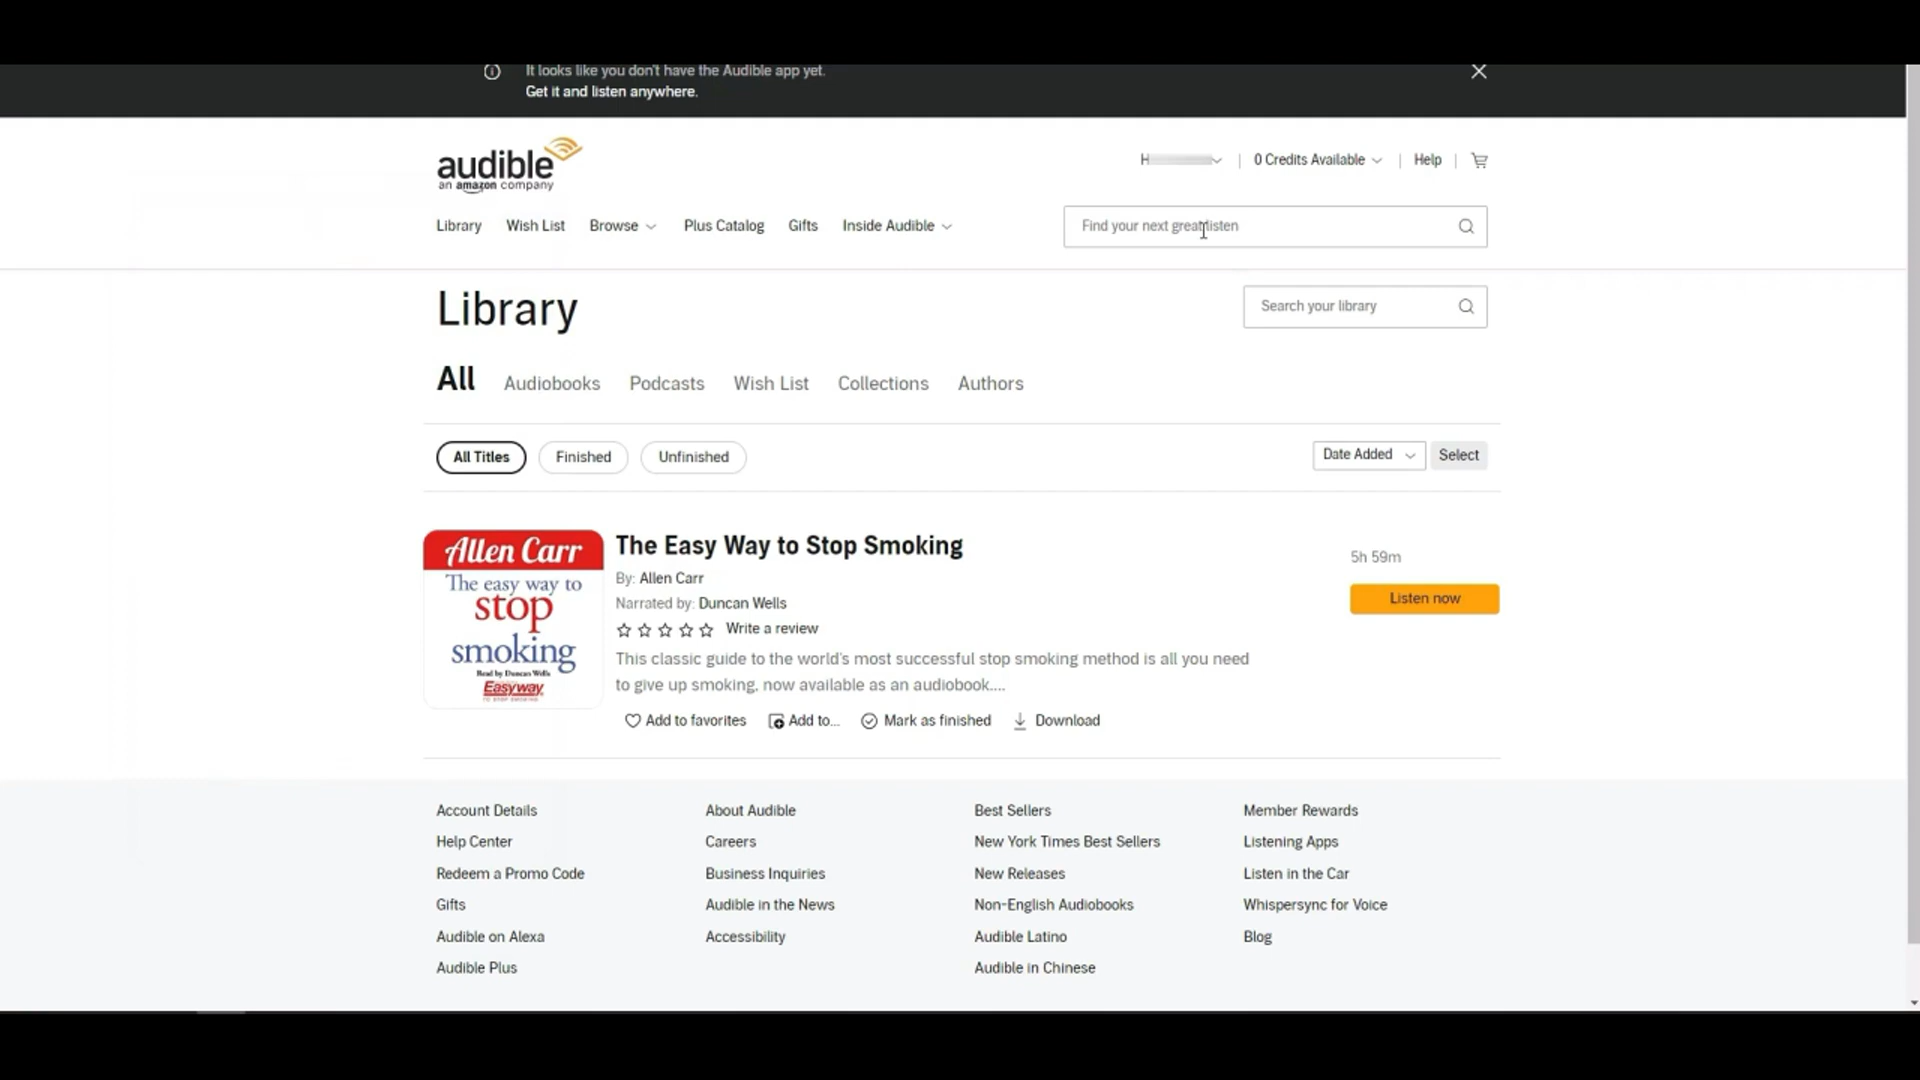 It looks like you don't have the Audible app yet.
Get it and listen anywhere.
audible
an amazon company
H
0 Credits Available
Help
Library
Wish List
Browse
Plus Catalog
Gifts
Inside Audible
Find your next great listen
Library
Search your library
All
Audiobooks
Podcasts
Wish List
Collections
Authors
All Titles
Finished
Unfinished
Date Added
Select
Allen Carr
The easy way to
stop
smoking
Read by Duncan Wells
Easyway
TO STOP SMOKING
The Easy Way to Stop Smoking
By: Allen Carr
Narrated by: Duncan Wells
Write a review
This classic guide to the world's most successful stop smoking method is all you need
to give up smoking, now available as an audiobook....
Add to favorites
Add to...
Mark as finished
Download
5h 59m
Listen now
Account Details
Help Center
Redeem a Promo Code
Gifts
Audible on Alexa
Audible Plus
About Audible
Careers
Business Inquiries
Audible in the News
Accessibility
Best Sellers
New York Times Best Sellers
New Releases
Non-English Audiobooks
Audible Latino
Audible in Chinese
Member Rewards
Listening Apps
Listen in the Car
Whispersync for Voice
Blog